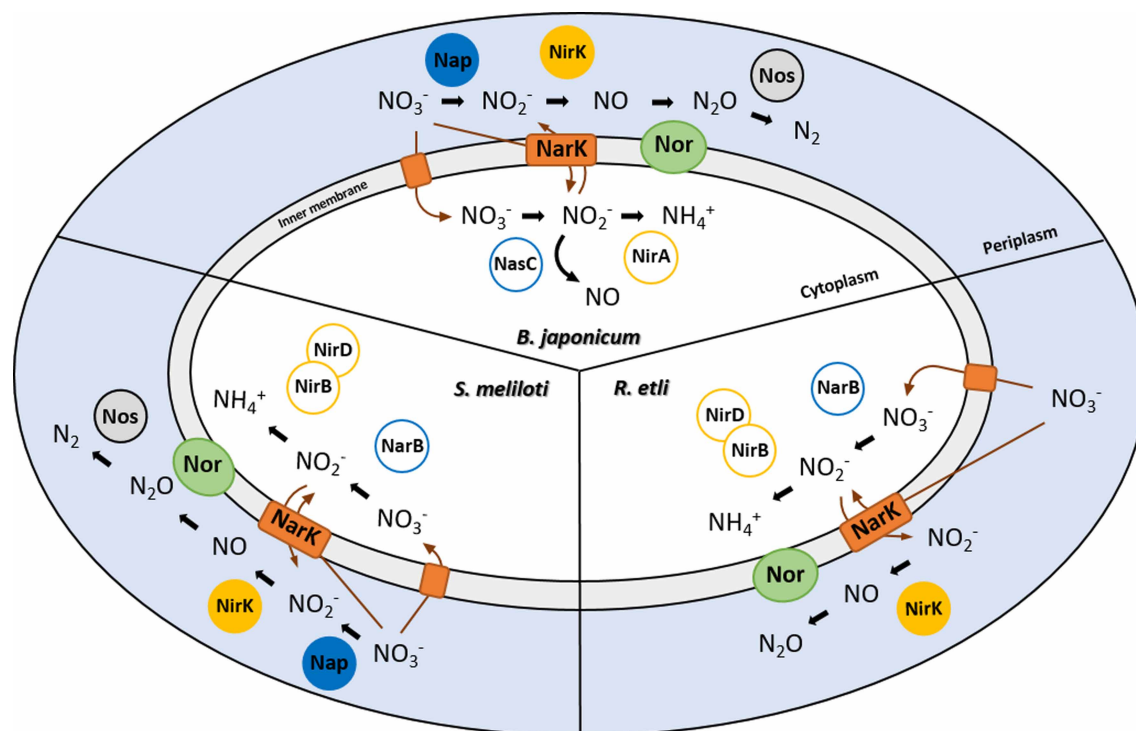 Nap
NirK
Nos
NO₃⁻ NO₂⁻ NO N₂O
N₂
NarK
Nor
Inner membrane
NO₃⁻ NO₂⁻ NH₄⁺
NasC
NirA
NO
Periplasm
Cytoplasm
B. japonicum
S. meliloti
NirD
NirB
NH₄⁺
NarB
Nos
N₂
Nor
NO₂⁻
N₂O
NO₃⁻
NarK
NO
NirK
NO₂⁻
Nap
NO₃⁻
R. etli
NarB
NO₃⁻
NO₃⁻
NirD
NirB
NO₂⁻
NH₄⁺
NarK
NO₂⁻
Nor
NO
NirK
N₂O